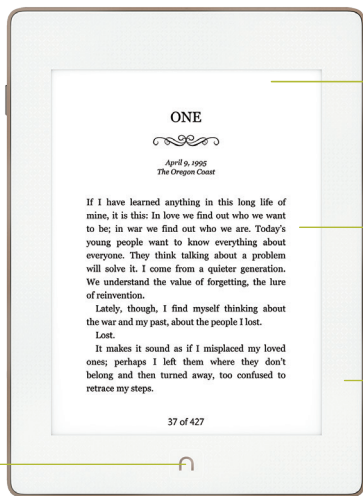 ONE
April 9, 1995
The Oregon Coast
If I have learned anything in this long life of
mine, it is this: In love we find out who we want
to be; in war we find out who we are. Today’s
young people want to know everything about
everyone. They think talking about a problem
will solve it. I come from a quieter generation.
We understand the value of forgetting, the lure
of reinvention.
Lately, though, I find myself thinking about
the war and my past, about the people I lost.
Lost.
It makes it sound as if I misplaced my loved
ones; perhaps I left them where they don’t
belong and then turned away, too confused to
retrace my steps.
37 of 427